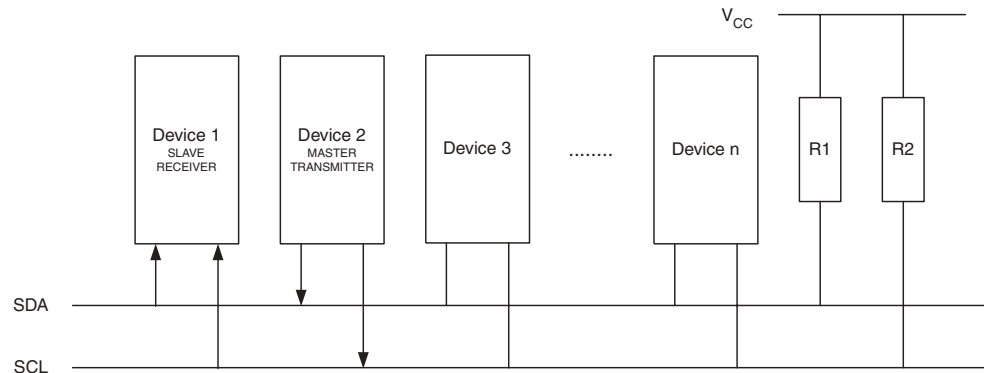 VCC
Device 1
SLAVE
RECEIVER
Device 2
MASTER
TRANSMITTER
Device 3
........
Device n
R1
R2
SDA
SCL